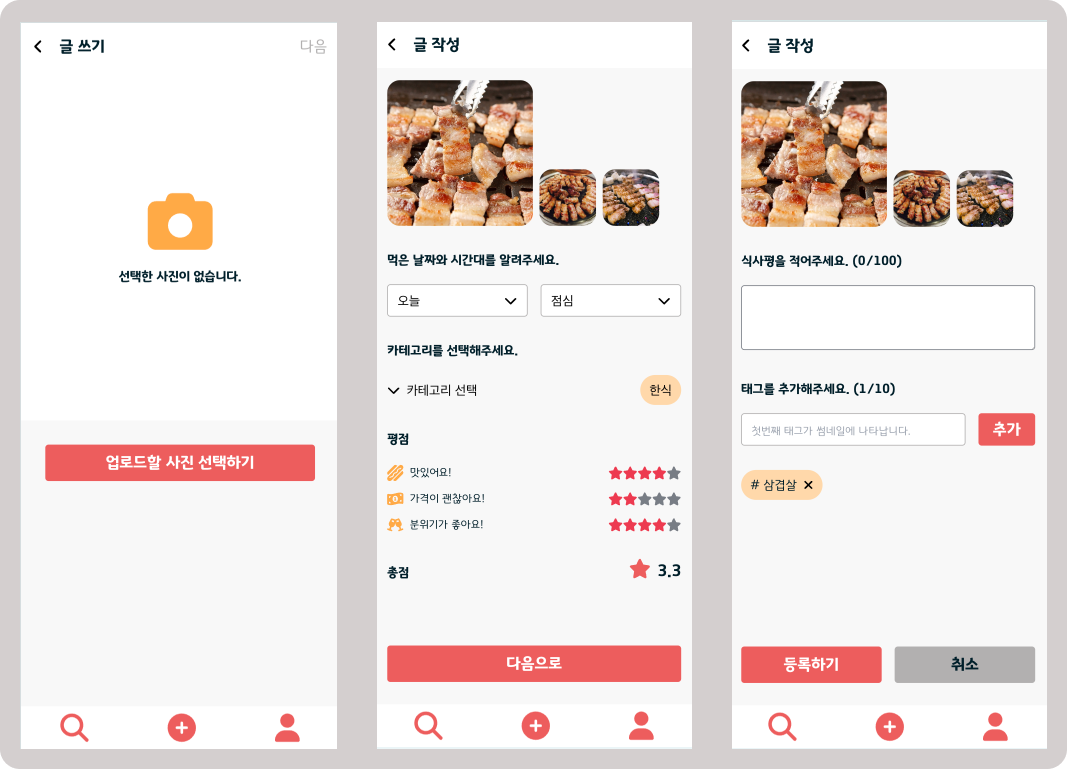 글 쓰기
다음
선택한 사진이 없습니다.
업로드할 사진 선택하기
글 작성
먹은 날짜와 시간대를 알려주세요.
오늘
점심
카테고리를 선택해주세요.
카테고리 선택
한식
평점
맛있어요!
가격이 괜찮아요!
분위기가 좋아요!
총점
3.3
다음으로
글 작성
식사평을 적어주세요. (0/100)
태그를 추가해주세요. (1/10)
첫번째 태그가 썸네일에 나타납니다.
추가
# 삼겹살
등록하기
취소